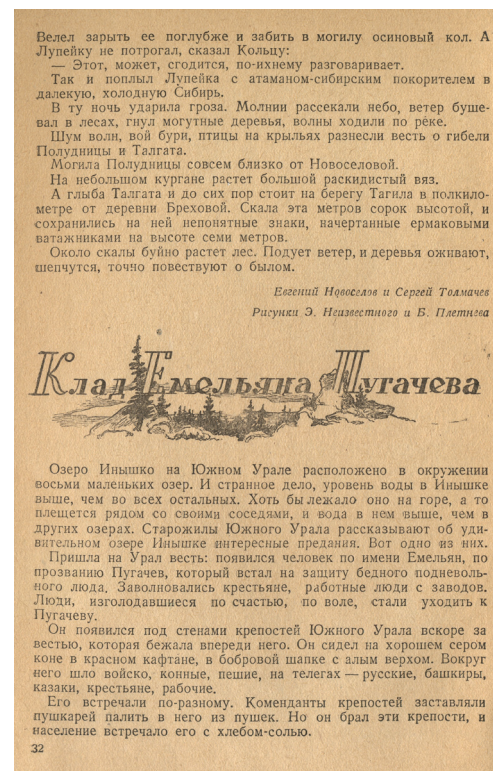 Велел зарыть ее поглубже и забить в могилу осиновый кол. А
Лупейку не потрогал, сказал Кольцу:
— Этот, может, сгодится, по-ихнему разговаривает.
Так и поплыл Лупейка с атаманом-сибирским покорителем в
далекую, холодную Сибирь.
В ту ночь ударила гроза. Молнии рассекали небо, ветер буше-
вал в лесах, гнул могутные деревья, волны ходили по реке.
Шум волн, вой бури, птицы на крыльях разнесли весть о гибели
Полудницы и Талгата.
Могила Полудницы совсем близко от Новоселовой.
На небольшом кургане растет большой раскидистый вяз.
А глыба Талгата и до сих пор стоит на берегу Тагила в полкило-
метре от деревни Бреховой. Скала эта метров сорок высотой, и
сохранились на ней непонятные знаки, начертанные ермаковыми
ватажниками на высоте семи метров.
Около скалы буйно растет лес. Подует ветер, и деревья оживают,
шепчутся, точно повествуют о былом.
Евгений Новоселов и Сергей Толмачев
Рисунки Э. Неизвестного и Б. Плетнева
Клад Емельяна Пугачева
Озеро Инышко на Южном Урале расположено в окружении
восьми маленьких озер. И странное дело, уровень воды в Инышке
выше, чем во всех остальных. Хоть бы лежало оно на горе, а то
плещется рядом со своими соседями, и вода в нем выше, чем в
других озерах. Старожилы Южного Урала рассказывают об уди-
вительном озере Инышке интересные предания. Вот одно из них.
Пришла на Урал весть: появился человек по имени Емельян, по
прозванию Пугачев, который встал на защиту бедного подневоль-
ного люда. Заволновались крестьяне, работные люди с заводов.
Люди, изголодавшиеся по счастью, по воле, стали уходить к
Пугачеву.
Он появился под стенами крепостей Южного Урала вскоре за
вестью, которая бежала впереди него. Он сидел на хорошем сером
коне в красном кафтане, в бобровой шапке с алым верхом. Вокруг
него шло войско, конные, пешие, на телегах — русские, башкиры,
казаки, крестьяне, рабочие.
Его встречали по-разному. Коменданты крепостей заставляли
пушкарей палить в него из пушек. Но он брал эти крепости, и
население встречало его с хлебом-солью.
32